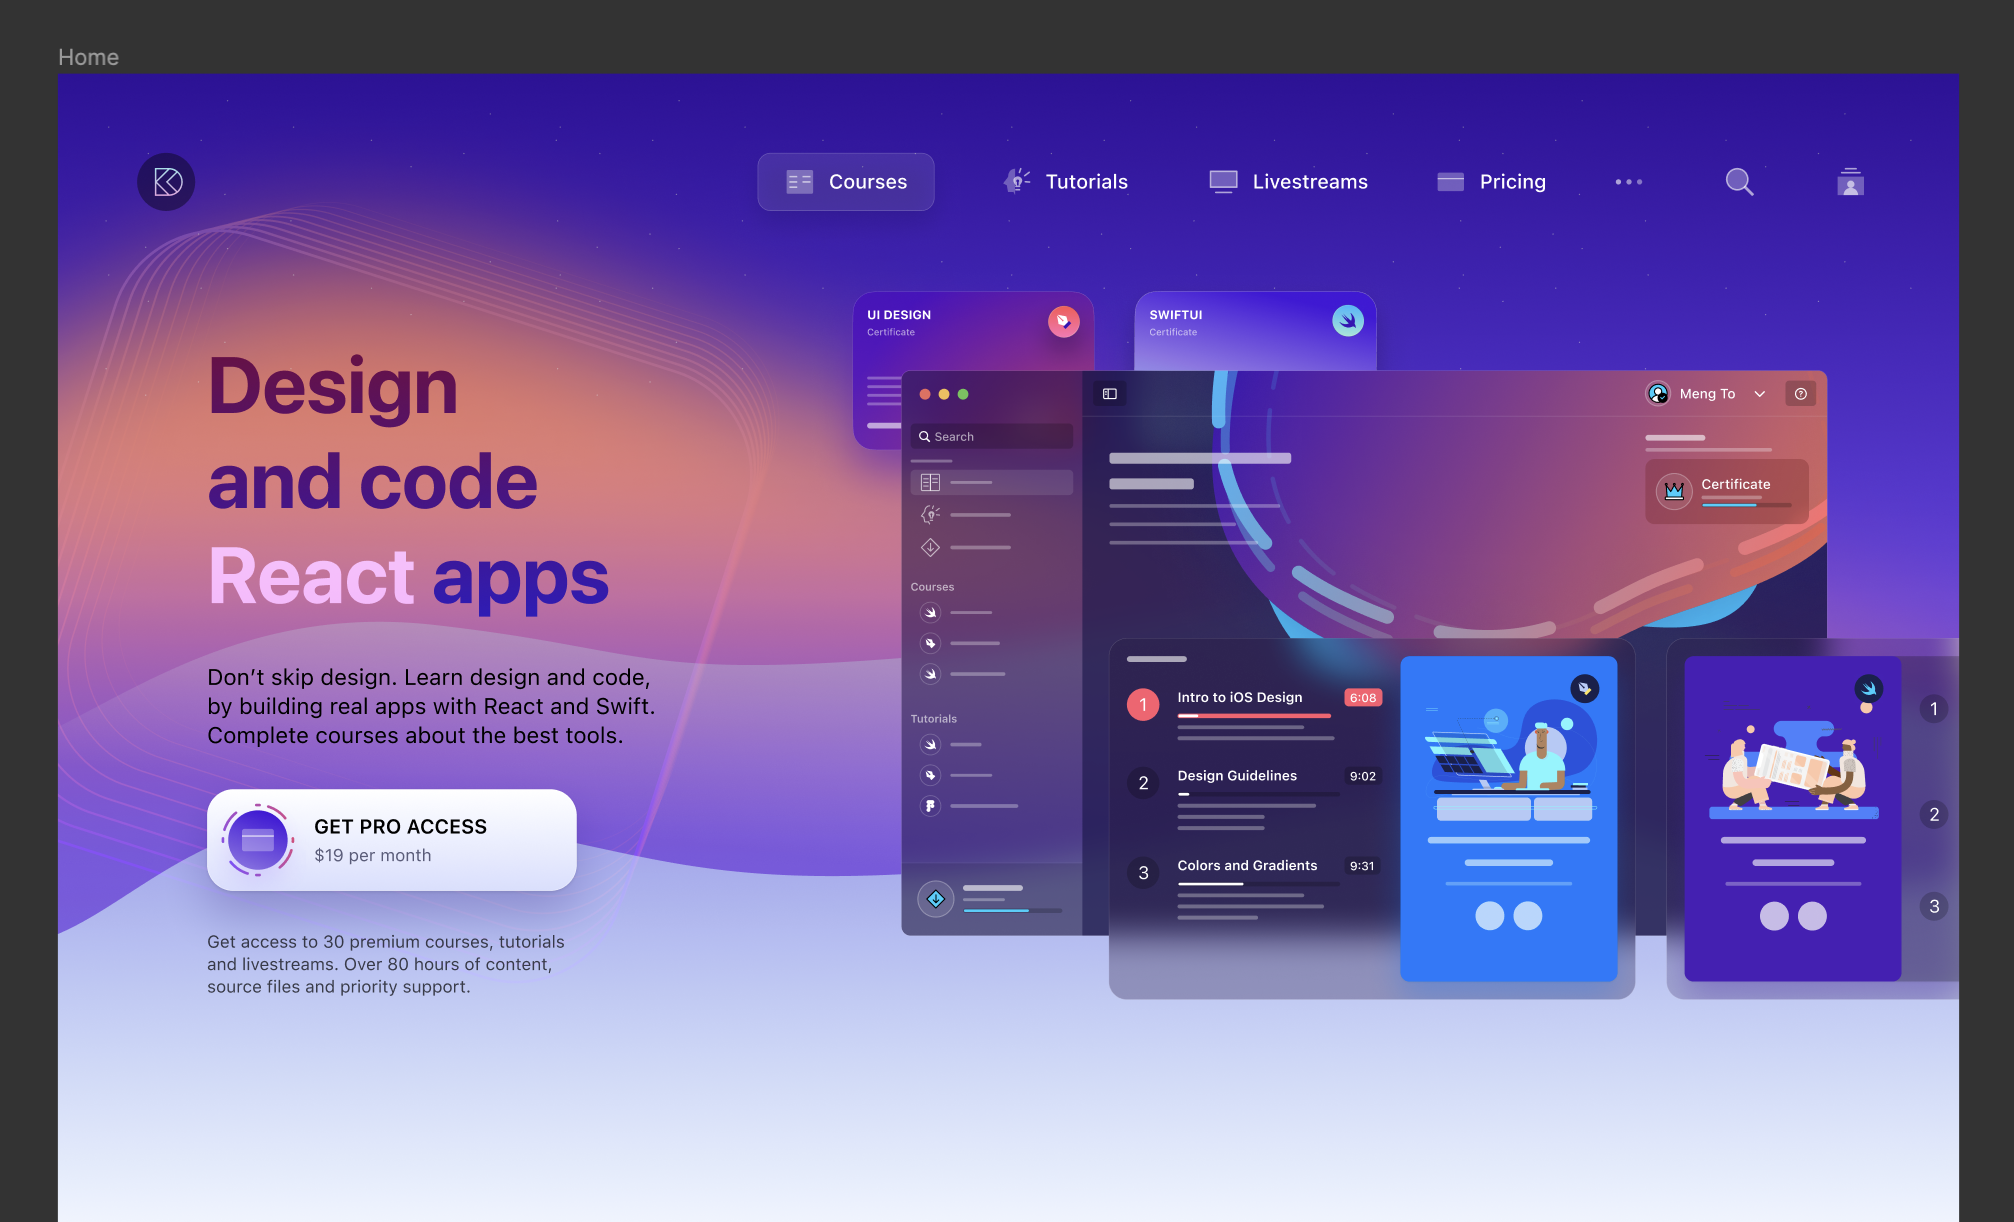 Home
Courses
Tutorials
Livestreams
Pricing
UI DESIGN
Certificate
SWIFTUI
Certificate
Design
and code
React apps
Don’t skip design. Learn design and code,
by building real apps with React and Swift.
Complete courses about the best tools.
GET PRO ACCESS
$19 per month
Get access to 30 premium courses, tutorials
and livestreams. Over 80 hours of content,
source files and priority support.
Search
Courses
Tutorials
Meng To
?
Certificate
1 Intro to iOS Design 6:08
2 Design Guidelines 9:02
3 Colors and Gradients 9:31
1
2
3